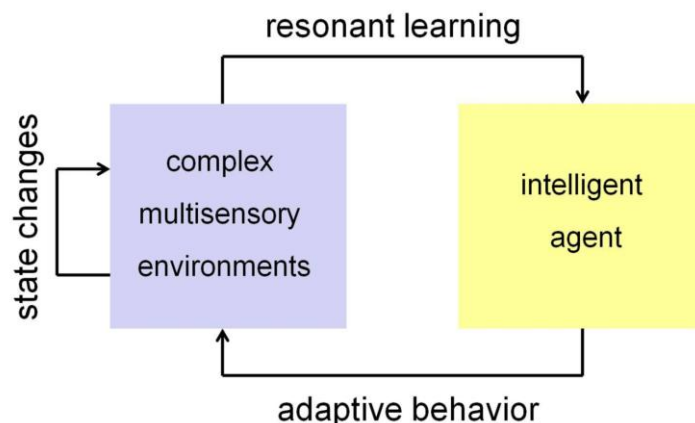 resonant learning
state changes
complex
multisensory
environments
intelligent
agent
adaptive behavior